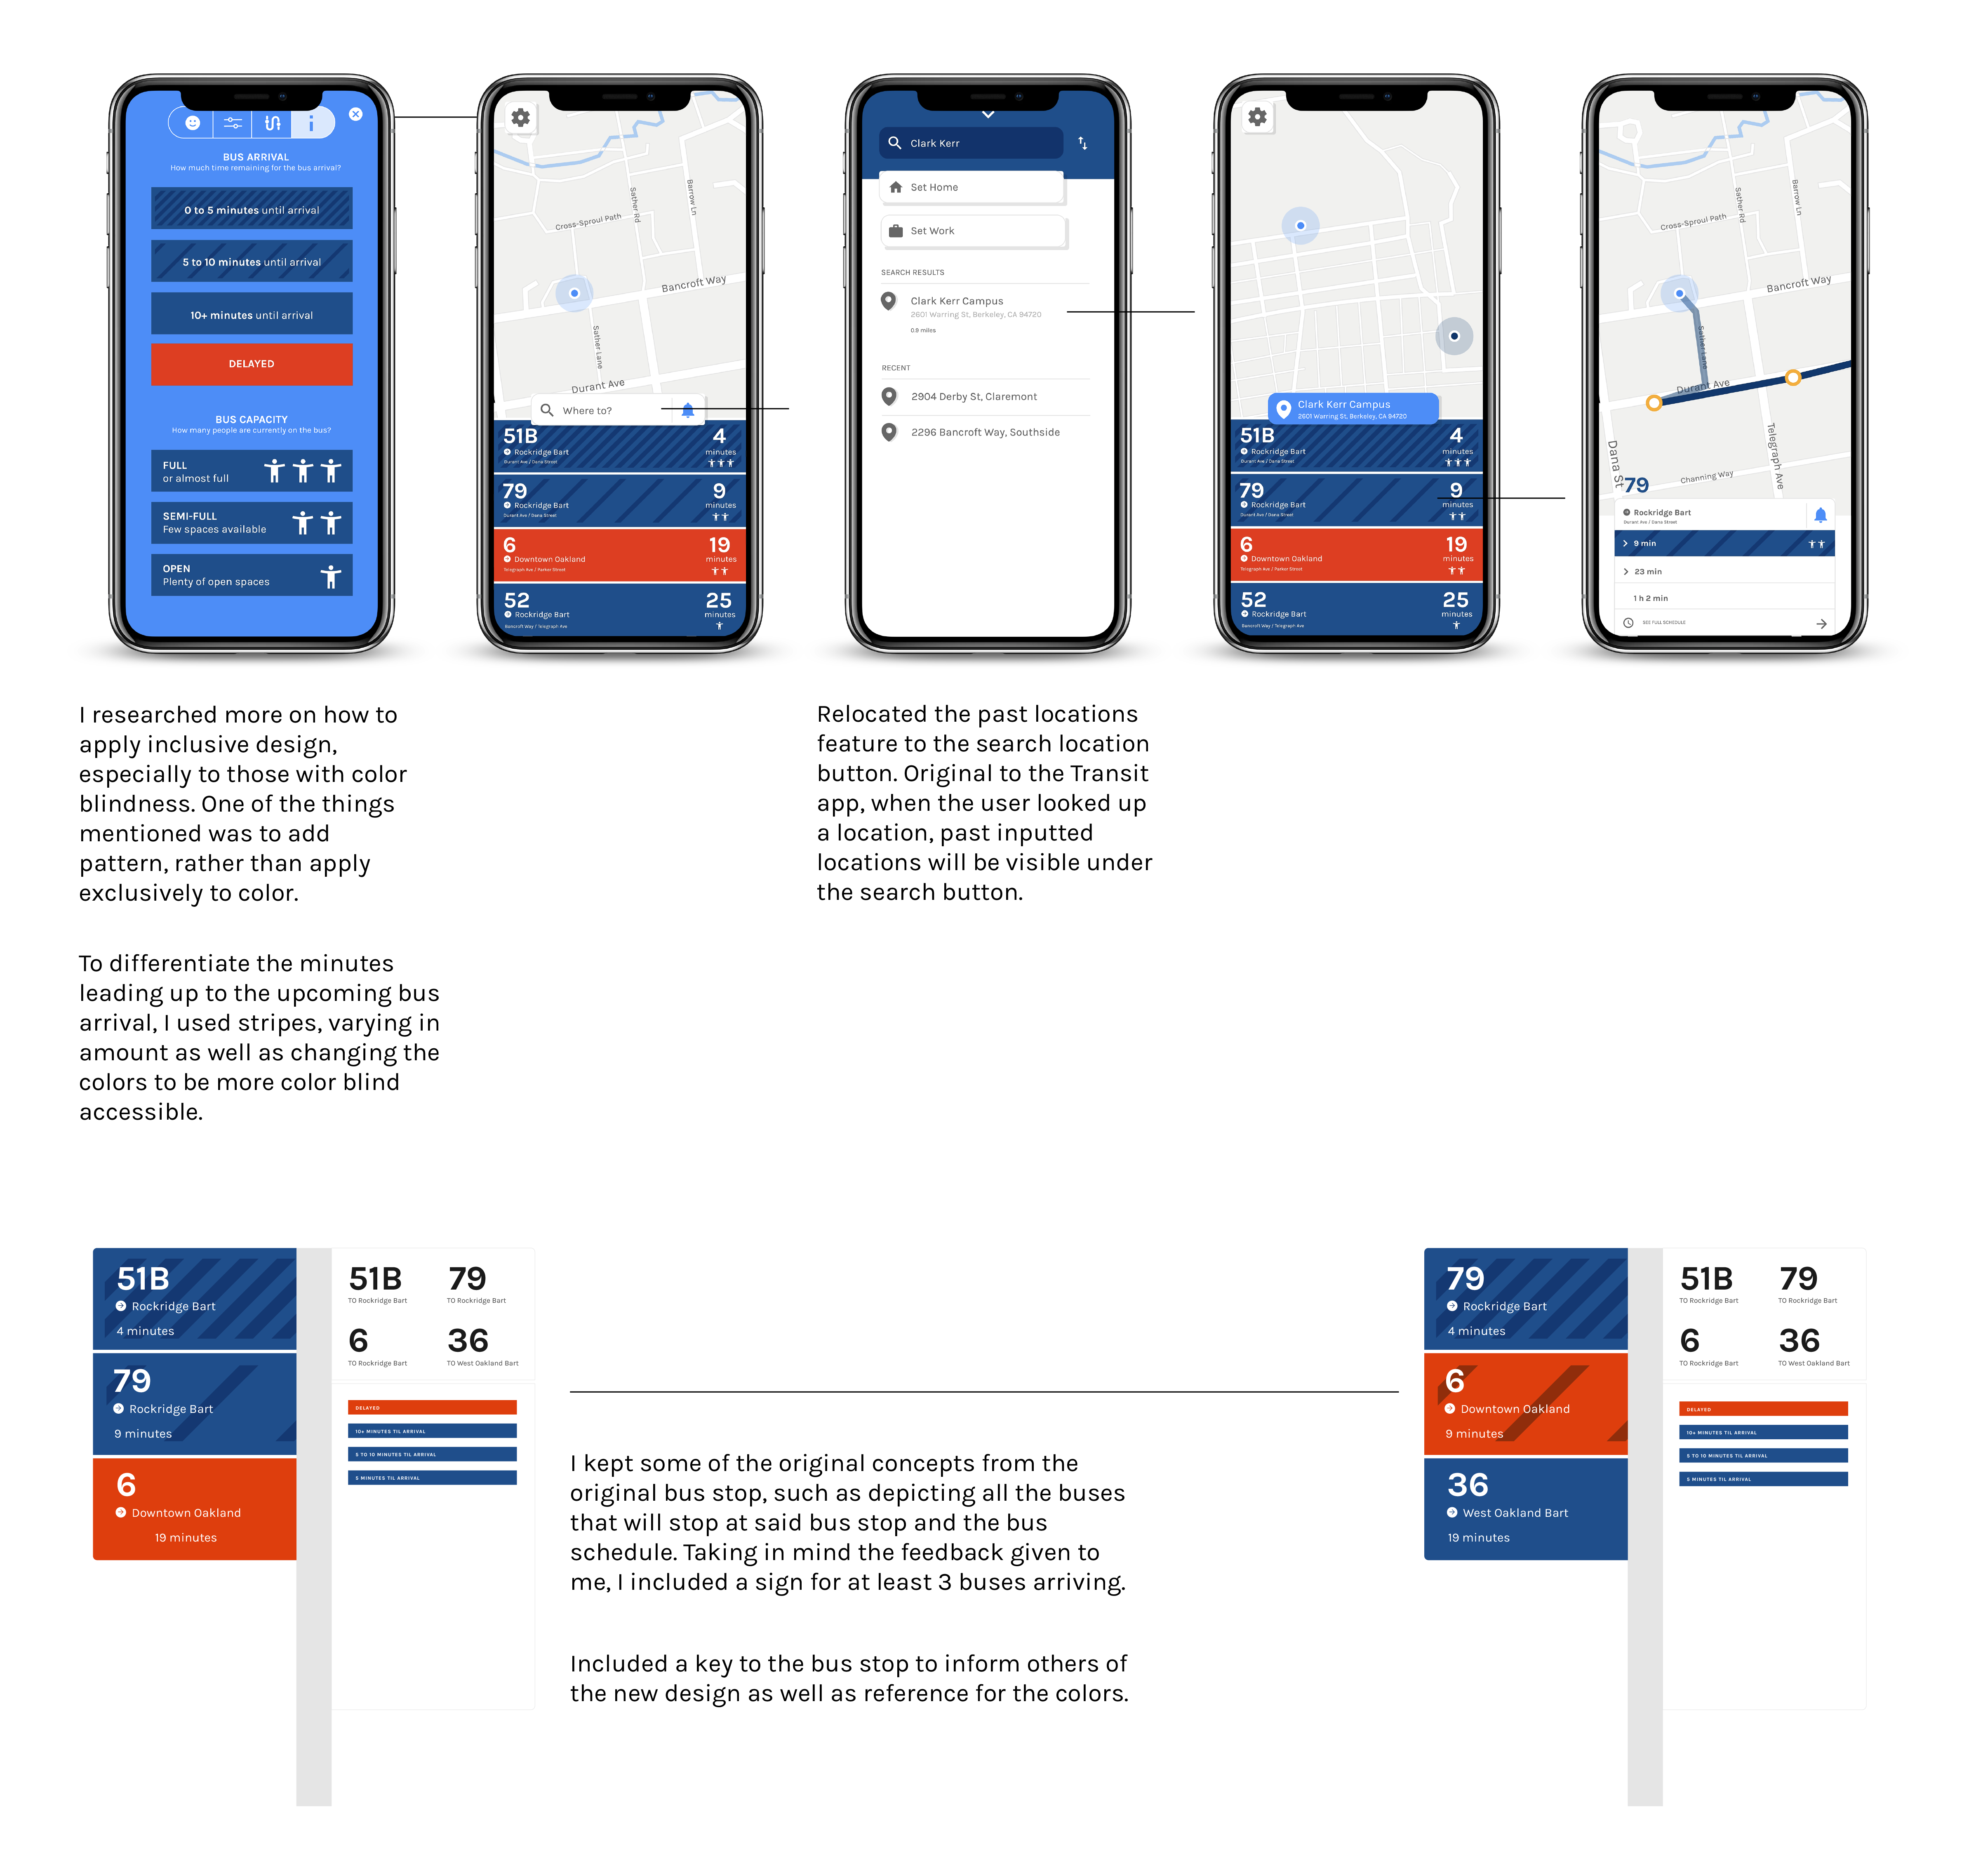 BUS ARRIVAL
How much time remaining for the bus arrival?
0 to 5 minutes until arrival
5 to 10 minutes until arrival
10+ minutes until arrival
DELAYED
BUS CAPACITY
How many people are currently on the bus?
FULL
or almost full
SEMI-FULL
Few spaces available
OPEN
Plenty of open spaces
Sather Rd
Barrow Ln
Cross-Sproul Path
Bancroft Way
Sather Lane
Durant Ave
Where to?
51B
Rockridge Bart
Durant Ave / Dana Street
4
minutes
79
Rockridge Bart
Durant Ave / Dana Street
9
minutes
6
Downtown Oakland
Telegraph Ave / Parker Street
19
minutes
52
Rockridge Bart
Bancroft Way / Telegraph Ave
25
minutes
Clark Kerr
Set Home
Set Work
SEARCH RESULTS
Clark Kerr Campus
2601 Warring St, Berkeley, CA 94720
0.9 miles
RECENT
2904 Derby St, Claremont
2296 Bancroft Way, Southside
Clark Kerr Campus
2601 Warring St, Berkeley, CA 94720
51B
Rockridge Bart
Durant Ave / Dana Street
4
minutes
79
Rockridge Bart
Durant Ave / Dana Street
9
minutes
6
Downtown Oakland
Telegraph Ave / Parker Street
19
minutes
52
Rockridge Bart
Bancroft Way / Telegraph Ave
25
minutes
Sather Rd
Barrow Ln
Cross-Sproul Path
Bancroft Way
Sather Lane
Durant Ave
Dana St
Telegraph Ave
Channing Way
79
Rockridge Bart
Durant Ave / Dana Street
9 min
23 min
1 h 2 min
SEE FULL SCHEDULE
I researched more on how to
apply inclusive design,
especially to those with color
blindness. One of the things
mentioned was to add
pattern, rather than apply
exclusively to color.
To differentiate the minutes
leading up to the upcoming bus
arrival, I used stripes, varying in
amount as well as changing the
colors to be more color blind
accessible.
Relocated the past locations
feature to the search location
button. Original to the Transit
app, when the user looked up
a location, past inputted
locations will be visible under
the search button.
51B
Rockridge Bart
4 minutes
79
Rockridge Bart
9 minutes
6
Downtown Oakland
19 minutes
51B
TO Rockridge Bart
79
TO Rockridge Bart
6
TO Rockridge Bart
36
TO West Oakland Bart
DELAYED
10+ MINUTES TIL ARRIVAL
5 TO 10 MINUTES TIL ARRIVAL
5 MINUTES TIL ARRIVAL
I kept some of the original concepts from the
original bus stop, such as depicting all the buses
that will stop at said bus stop and the bus
schedule. Taking in mind the feedback given to
me, I included a sign for at least 3 buses arriving.
Included a key to the bus stop to inform others of
the new design as well as reference for the colors.
79
Rockridge Bart
4 minutes
6
Downtown Oakland
9 minutes
36
West Oakland Bart
19 minutes
51B
TO Rockridge Bart
79
TO Rockridge Bart
6
TO Rockridge Bart
36
TO West Oakland Bart
DELAYED
10+ MINUTES TIL ARRIVAL
5 TO 10 MINUTES TIL ARRIVAL
5 MINUTES TIL ARRIVAL